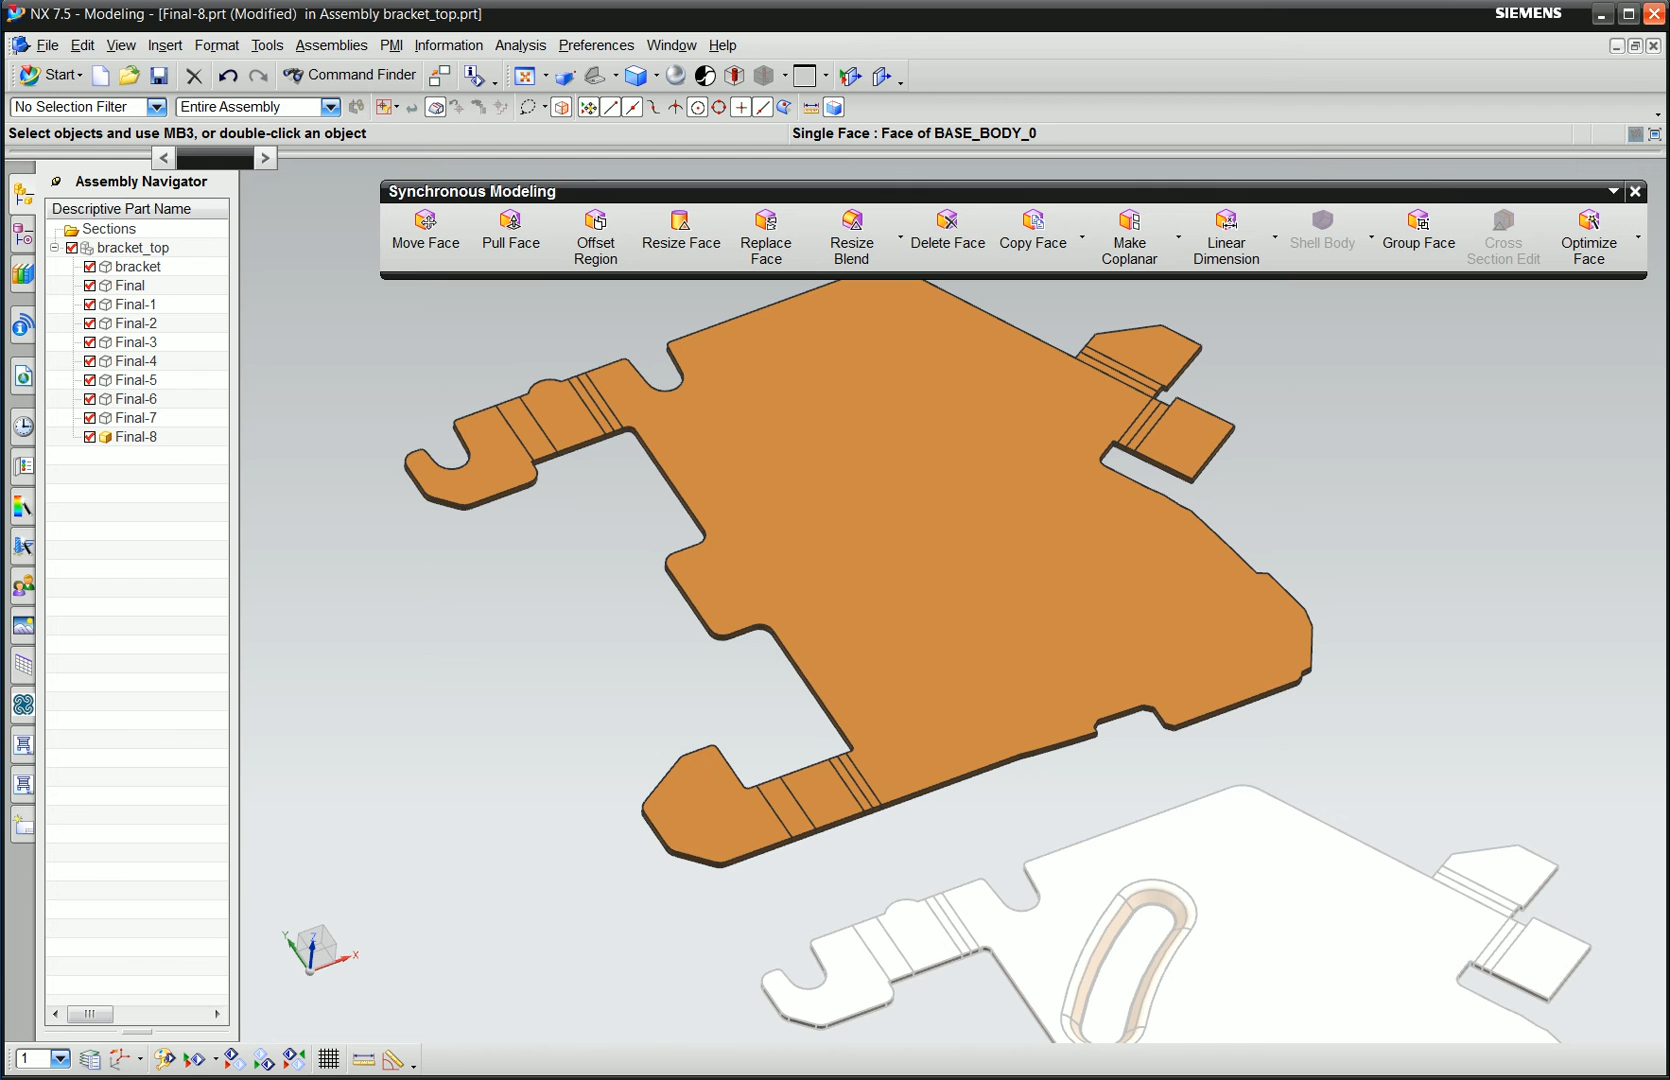 NX 7.5 - Modeling - [Final-8.prt (Modified)  in Assembly bracket_top.prt]
SIEMENS
File Edit View Insert Format Tools Assemblies PMI Information Analysis Preferences Window Help
Start Command Finder
No Selection Filter Entire Assembly
Select objects and use MB3, or double-click an object
Single Face : Face of BASE_BODY_0
Assembly Navigator
Descriptive Part Name
Sections
bracket_top
bracket
Final
Final-1
Final-2
Final-3
Final-4
Final-5
Final-6
Final-7
Final-8
Synchronous Modeling
Move Face
Pull Face
Offset
Region
Resize Face
Replace
Face
Resize
Blend
Delete Face
Copy Face
Make
Coplanar
Linear
Dimension
Shell Body
Group Face
Cross
Section Edit
Optimize
Face
Y
Z
X
1